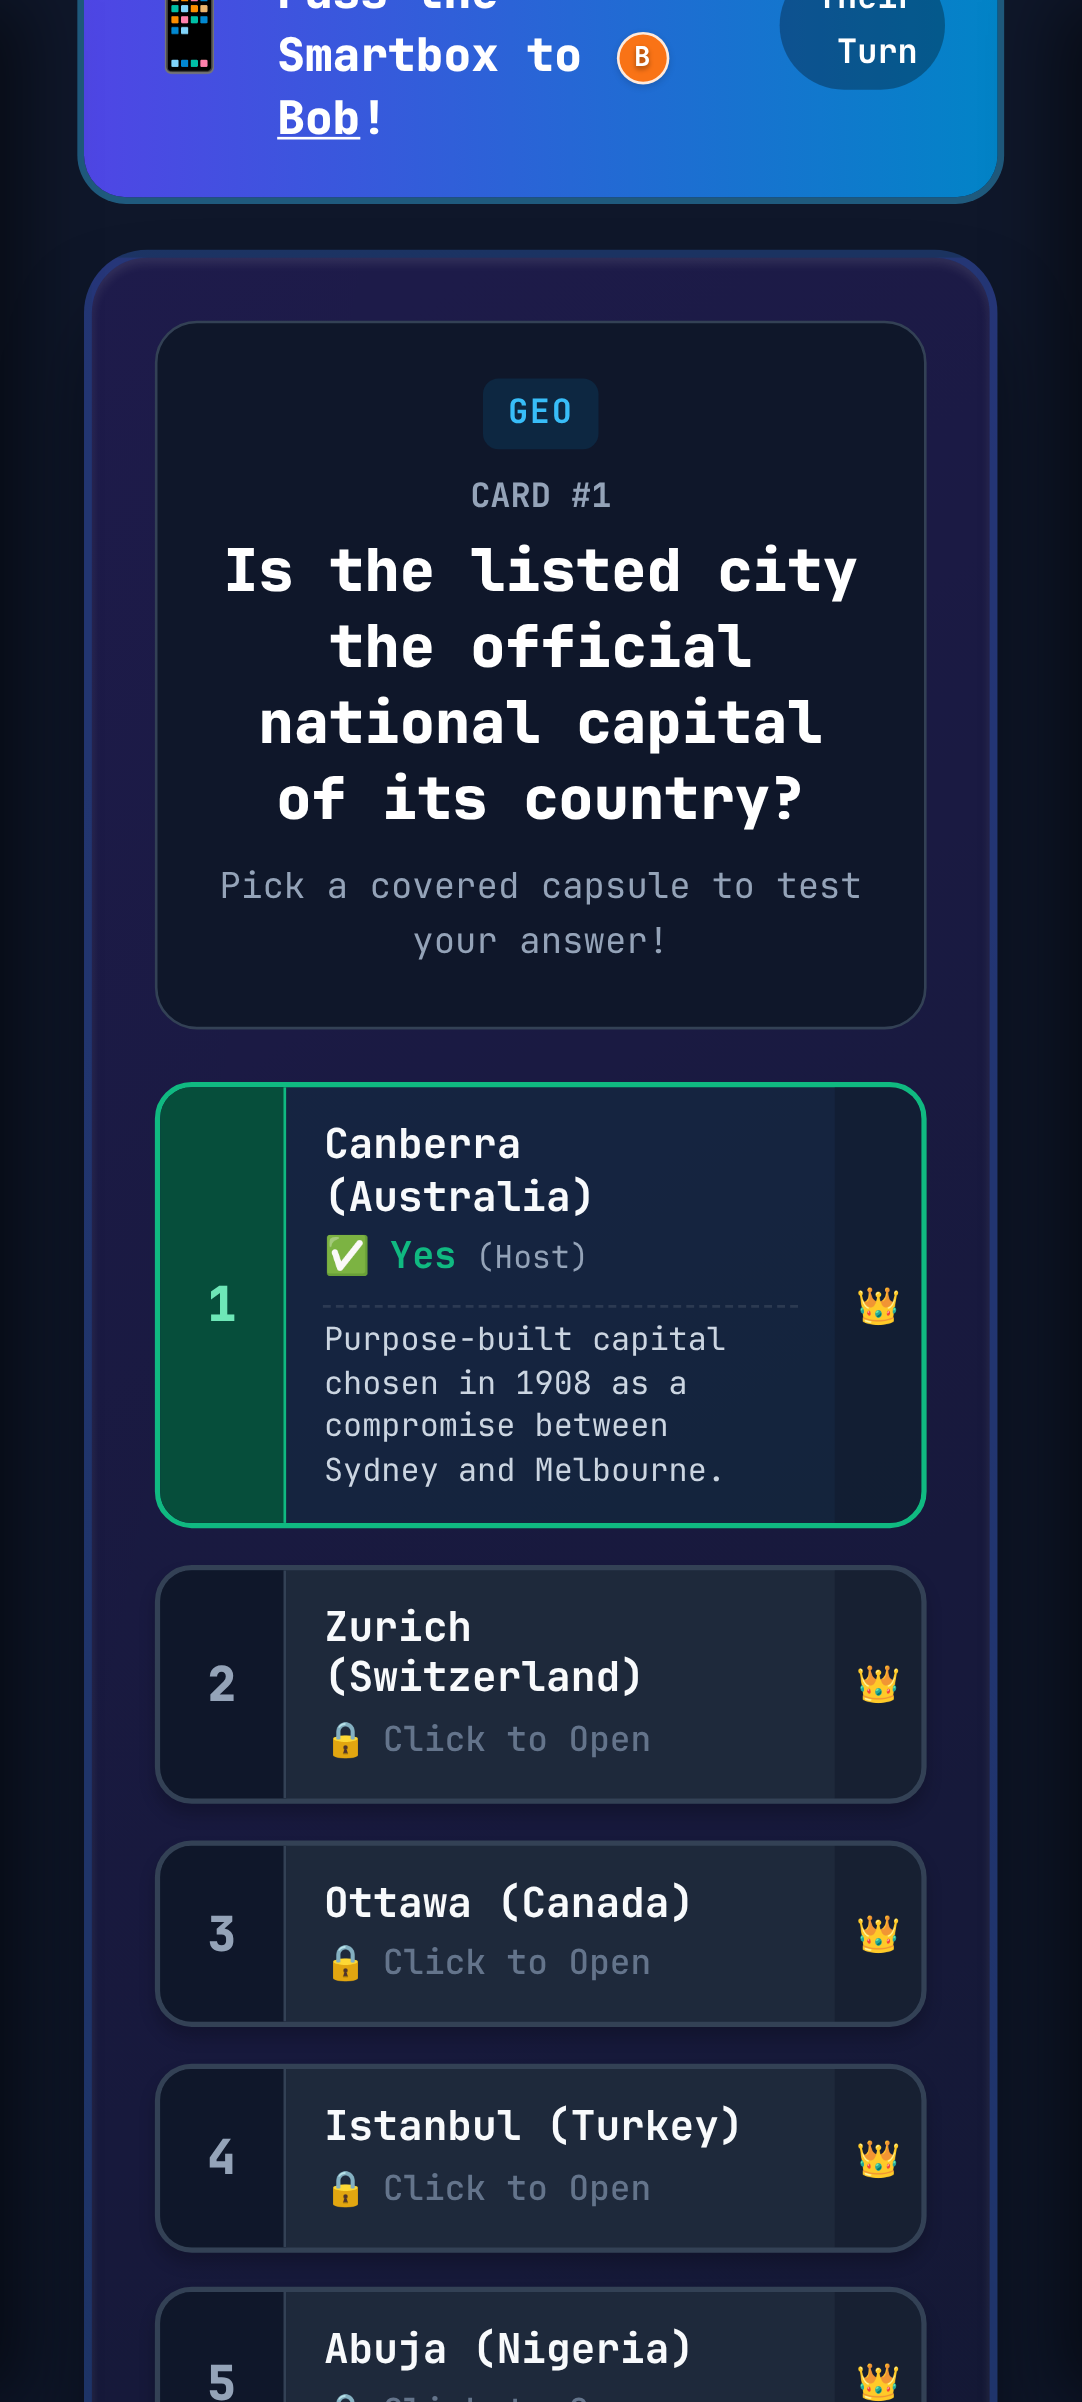 Pass the
Smartbox to B
Bob!
Their
Turn
GEO
CARD #1
Is the listed city
the official
national capital
of its country?
Pick a covered capsule to test
your answer!
1
Canberra
(Australia)
✅ Yes (Host)
Purpose-built capital
chosen in 1908 as a
compromise between
Sydney and Melbourne.
👑
2
Zurich
(Switzerland)
🔒 Click to Open
👑
3
Ottawa (Canada)
🔒 Click to Open
👑
4
Istanbul (Turkey)
🔒 Click to Open
👑
5
Abuja (Nigeria)
👑